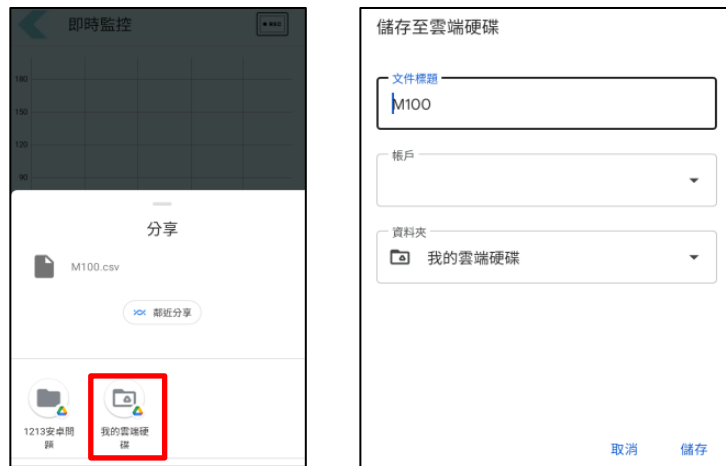 即時監控
REC
180
150
120
90
分享
M100.csv
鄰近分享
1213安卓問
題
我的雲端硬
碟
儲存至雲端硬碟
文件標題
M100
帳戶
資料夾
我的雲端硬碟
取消
儲存